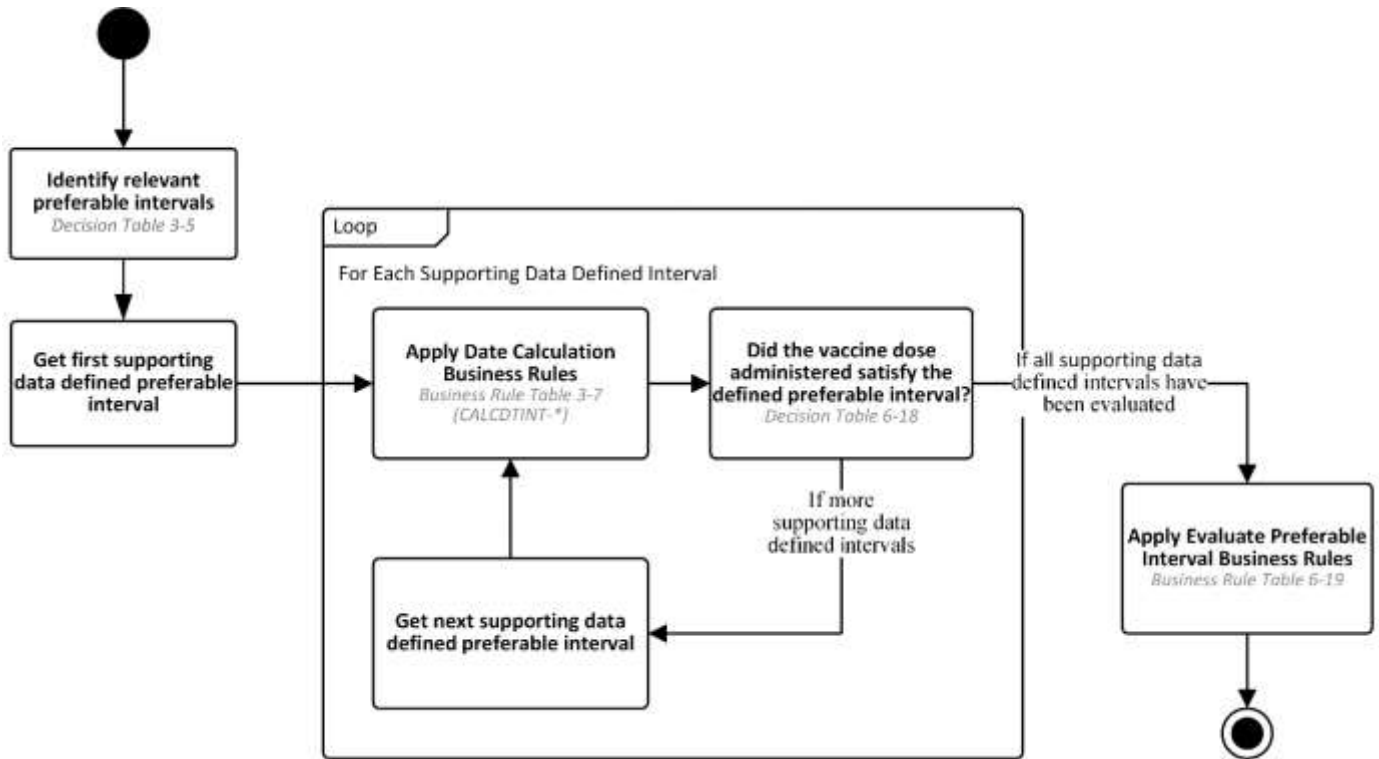 Identify relevant
preferable intervals
Decision Table 3-5
Get first supporting
data defined preferable
interval
Loop
For Each Supporting Data Defined Interval
Apply Date Calculation
Business Rules
Business Rule Table 3-7
(CALCDTINT-*)
Did the vaccine dose
administered satisfy the
defined preferable interval?
Decision Table 6-18
If more
supporting data
defined intervals
Get next supporting data
defined preferable interval
If all supporting data
defined intervals have
been evaluated
Apply Evaluate Preferable
Interval Business Rules
Business Rule Table 6-19